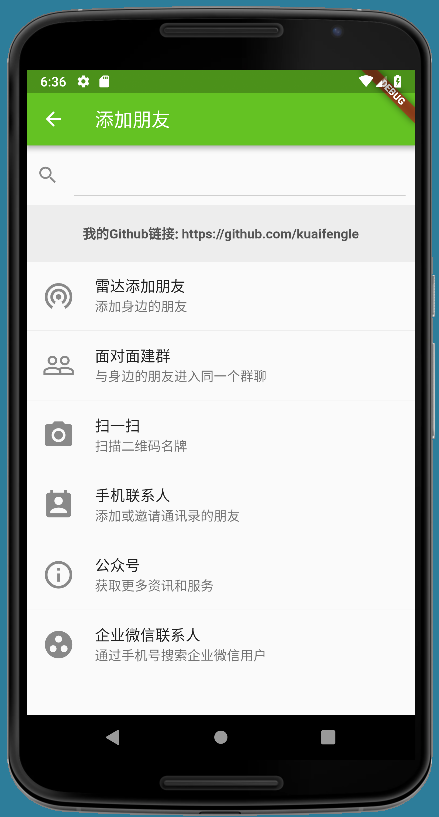 6:36
DEBUG
添加朋友
我的Github链接: https://github.com/kuaifengle
雷达添加朋友
添加身边的朋友
面对面建群
与身边的朋友进入同一个群聊
扫一扫
扫描二维码名牌
手机联系人
添加或邀请通讯录的朋友
公众号
获取更多资讯和服务
企业微信联系人
通过手机号搜索企业微信用户